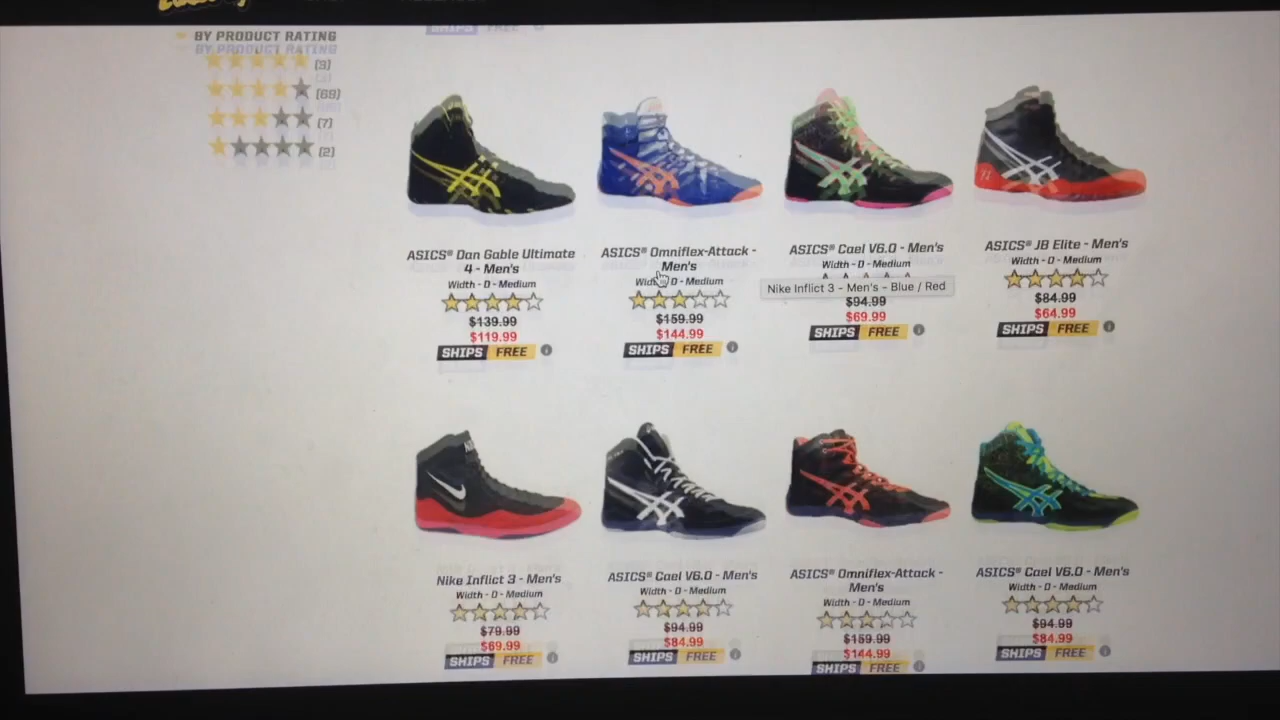 SHIPS FREE
BY PRODUCT RATING
(9)
(69)
(7)
(2)
ASICS® Dan Gable Ultimate
4 - Men's
Width - D - Medium
$139.99
$119.99
SHIPS FREE
ASICS® Omniflex-Attack -
Men's
Width - D - Medium
$159.99
$144.99
SHIPS FREE
ASICS® Cael V6.0 - Men's
Width - D - Medium
Nike Inflict 3 - Men's - Blue / Red
$94.99
$69.99
SHIPS FREE
ASICS® JB Elite - Men's
Width - D - Medium
$84.99
$64.99
SHIPS FREE
Nike Inflict 3 - Men's
Width - D - Medium
$79.99
$69.99
SHIPS FREE
ASICS® Cael V6.0 - Men's
Width - D - Medium
$94.99
$84.99
SHIPS FREE
ASICS® Omniflex-Attack -
Men's
Width - D - Medium
$159.99
$144.99
SHIPS FREE
ASICS® Cael V6.0 - Men's
Width - D - Medium
$94.99
$84.99
SHIPS FREE